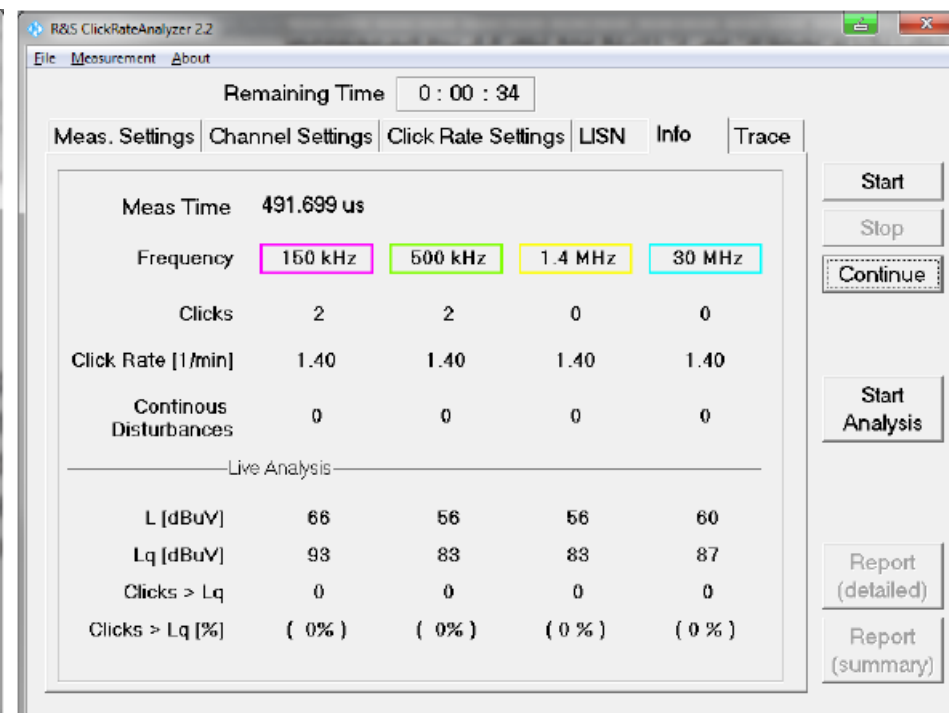 R&S ClickRateAnalyzer 2.2
File Measurement About
Remaining Time 0 : 00 : 34
Meas. Settings Channel Settings Click Rate Settings LISN Info Trace
Meas Time 491.699 us
Frequency 150 kHz 500 kHz 1.4 MHz 30 MHz
Clicks 2 2 0 0
Click Rate [1/min] 1.40 1.40 1.40 1.40
Continous
Disturbances 0 0 0 0
Live Analysis
L [dBuV] 66 56 56 60
Lq [dBuV] 93 83 83 87
Clicks > Lq 0 0 0 0
Clicks > Lq [%] ( 0% ) ( 0% ) ( 0 % ) ( 0 % )
Start
Stop
Continue
Start
Analysis
Report
(detailed)
Report
(summary)